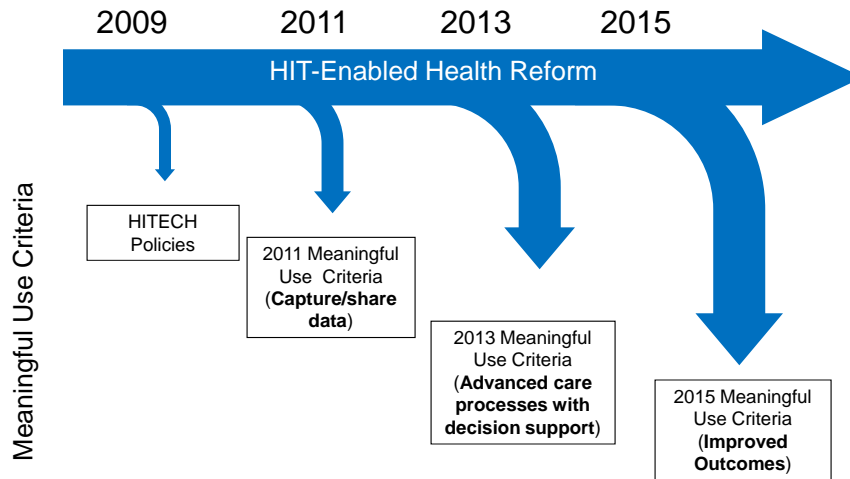 2009 2011 2013 2015
HIT-Enabled Health Reform
Meaningful Use Criteria
HITECH
Policies
2011 Meaningful
Use Criteria
(Capture/share
data)
2013 Meaningful
Use Criteria
(Advanced care
processes with
decision support)
2015 Meaningful
Use Criteria
(Improved
Outcomes)